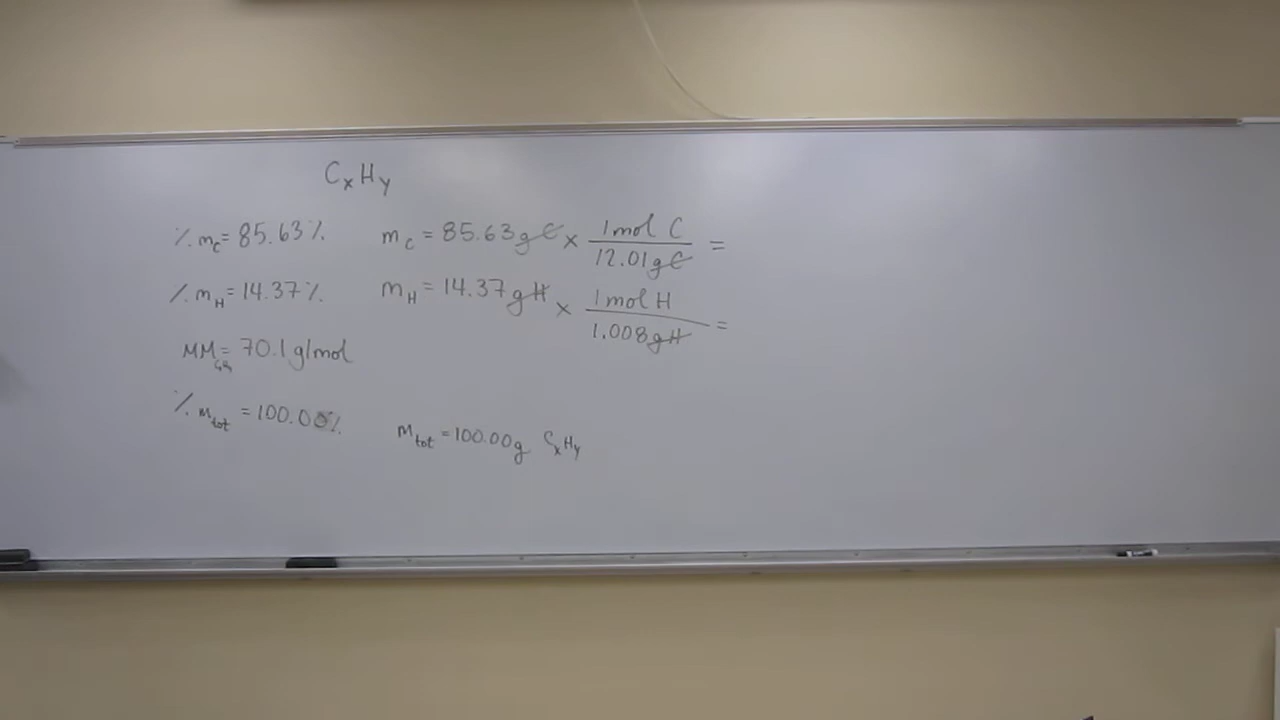 CxHy
% mC = 85.63% mC = 85.63 g C × 1 mol C / 12.01 g C =
% mH = 14.37% mH = 14.37 g H × 1 mol H / 1.008 g H =
MM = 70.1 g/mol
% mtot = 100.00% mtot = 100.00 g CxHy